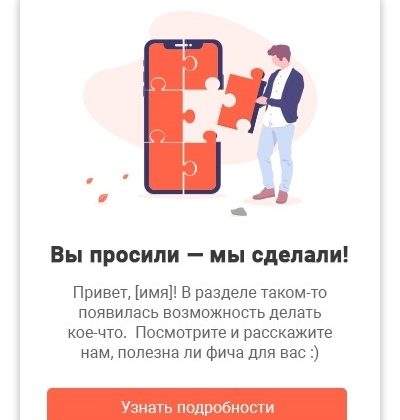 Вы просили — мы сделали!
Привет, [имя]! В разделе таком-то
появилась возможность делать
кое-что.  Посмотрите и расскажите
нам, полезна ли фича для вас :)
Узнать подробности